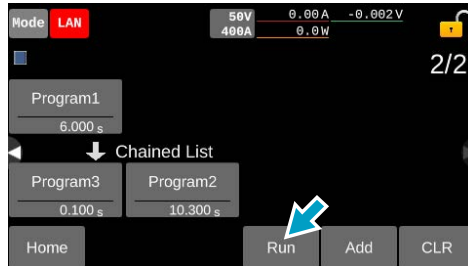 Mode LAN 50V 0.00A -0.002V
400A 0.0W
2/2
Program1
6.000 s
Chained List
Program3 Program2
0.100 s 10.300 s
Home Run Add CLR